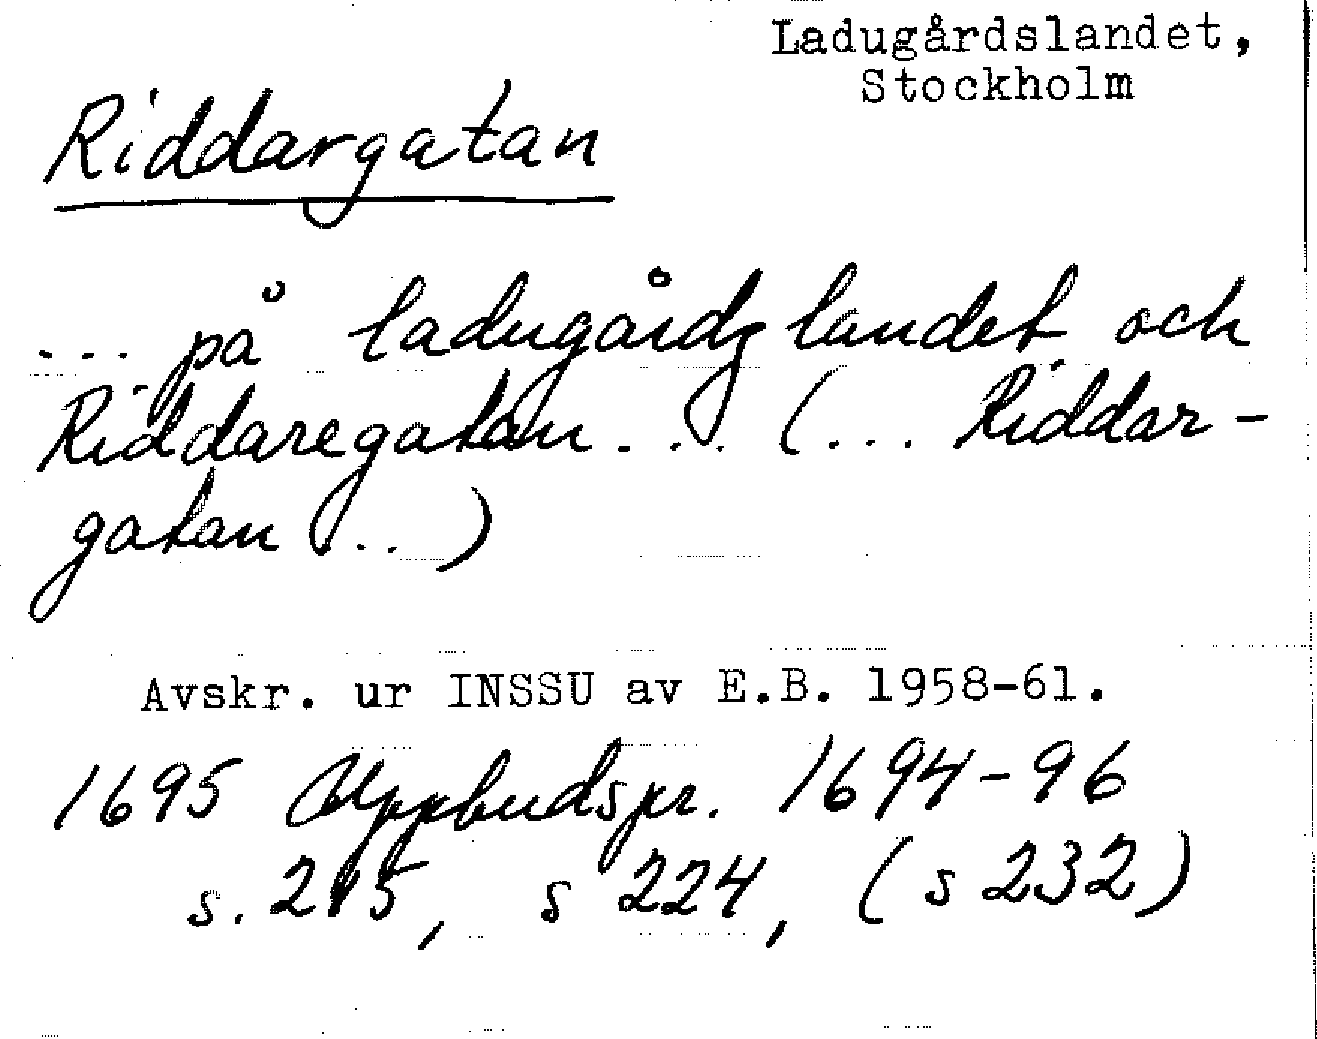 Ladugårdslandet,
Stockholm
Riddargatan
... på ladugårdz landet och
Riddaregatan ... (... Riddar-
gatan ...)
Avskr. ur INSSU av E.B. 1958-61.
1695 Uppbudspr. 1694-96
s. 215, s 224, (s 232)